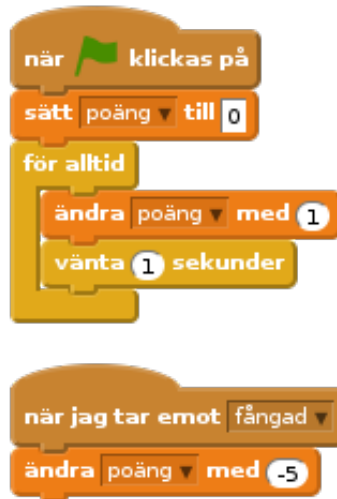 när klickas på
sätt poäng till 0
för alltid
ändra poäng med 1
vänta 1 sekunder
när jag tar emot fångad
ändra poäng med -5